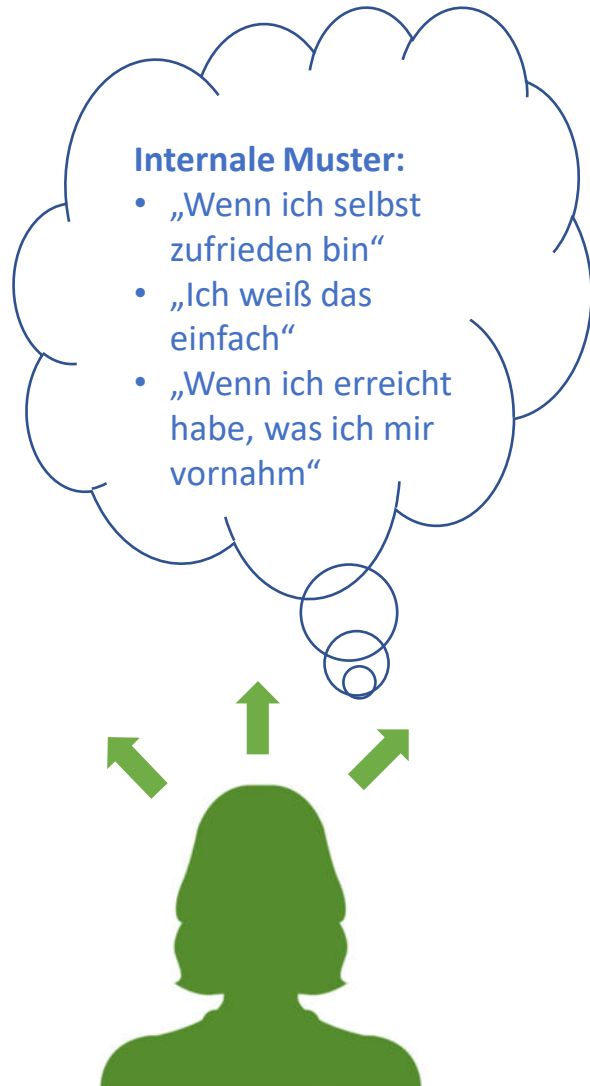 Internale Muster:
• „Wenn ich selbst
zufrieden bin“
• „Ich weiß das
einfach“
• „Wenn ich erreicht
habe, was ich mir
vornahm“